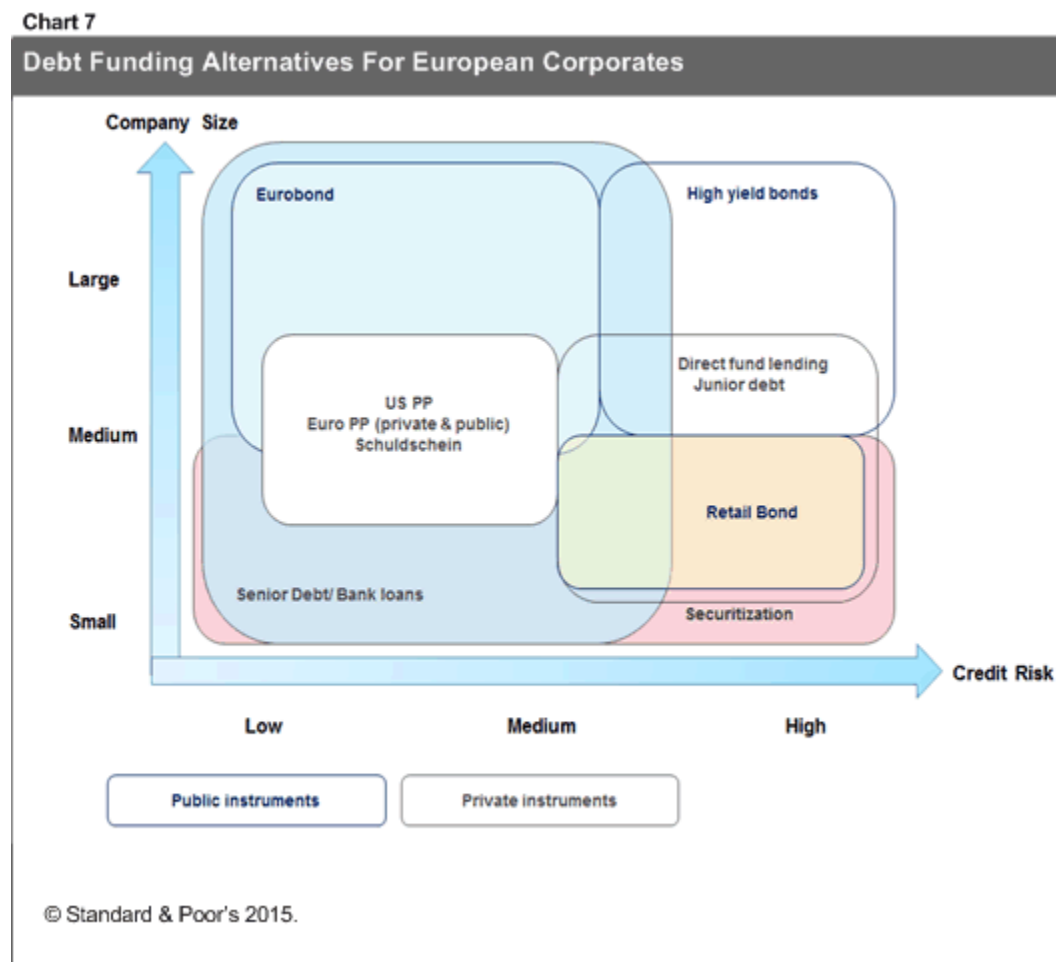 Chart 7
Debt Funding Alternatives For European Corporates
Company Size
Eurobond
High yield bonds
Large
Direct fund lending
Junior debt
US PP
Euro PP (private & public)
Schuldschein
Medium
Retail Bond
Senior Debt/ Bank loans
Securitization
Small
Credit Risk
Low
Medium
High
Public instruments
Private instruments
© Standard & Poor's 2015.